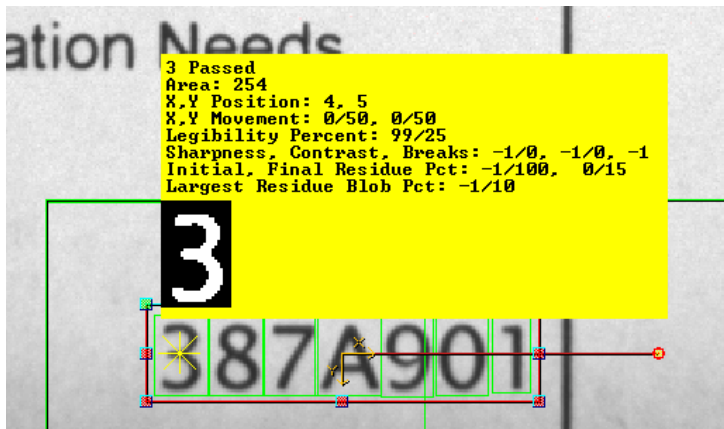 ation Needs
3 Passed
Area: 254
X,Y Position: 4, 5
X,Y Movement: 0/50, 0/50
Legibility Percent: 99/25
Sharpness, Contrast, Breaks: -1/0, -1/0, -1
Initial, Final Residue Pct: -1/100, 0/15
Largest Residue Blob Pct: -1/10
3
387A901
X
Y